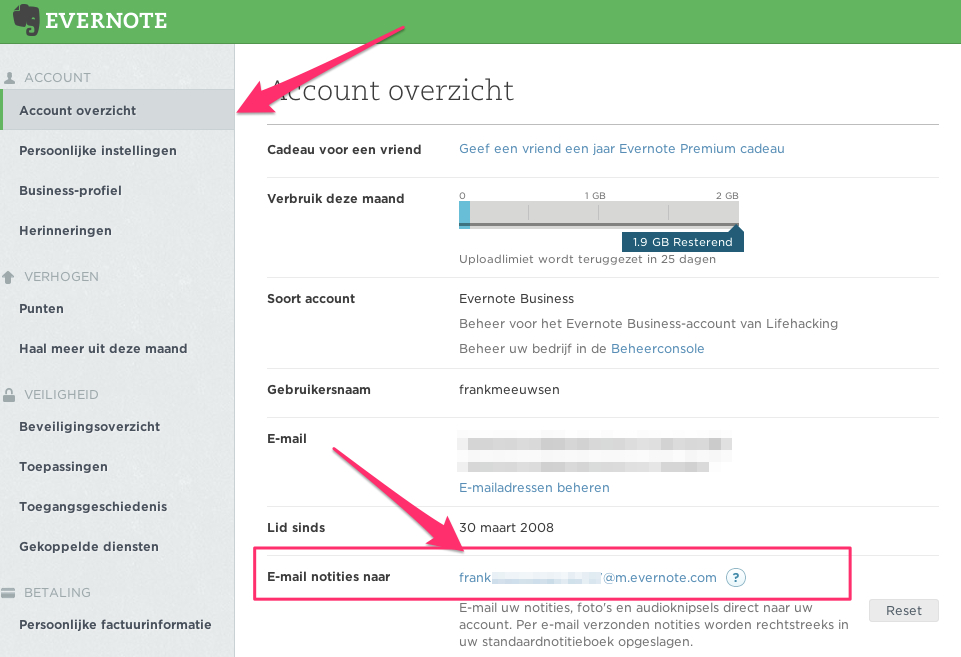 EVERNOTE
ACCOUNT
Account overzicht
Persoonlijke instellingen
Business-profiel
Herinneringen
VERHOGEN
Punten
Haal meer uit deze maand
VEILIGHEID
Beveiligingsoverzicht
Toepassingen
Toegangsgeschiedenis
Gekoppelde diensten
BETALING
Persoonlijke factuurinformatie
Account overzicht
Cadeau voor een vriend
Geef een vriend een jaar Evernote Premium cadeau
Verbruik deze maand
0 1 GB 2 GB
1.9 GB Resterend
Uploadlimiet wordt teruggezet in 25 dagen
Soort account
Evernote Business
Beheer voor het Evernote Business-account van Lifehacking
Beheer uw bedrijf in de Beheerconsole
Gebruikersnaam
frankmeeuwsen
E-mail
E-mailadressen beheren
Lid sinds
30 maart 2008
E-mail notities naar
frank @m.evernote.com ?
E-mail uw notities, foto's en audioknipsels direct naar uw
account. Per e-mail verzonden notities worden rechtstreeks in
uw standaardnotitieboek opgeslagen.
Reset